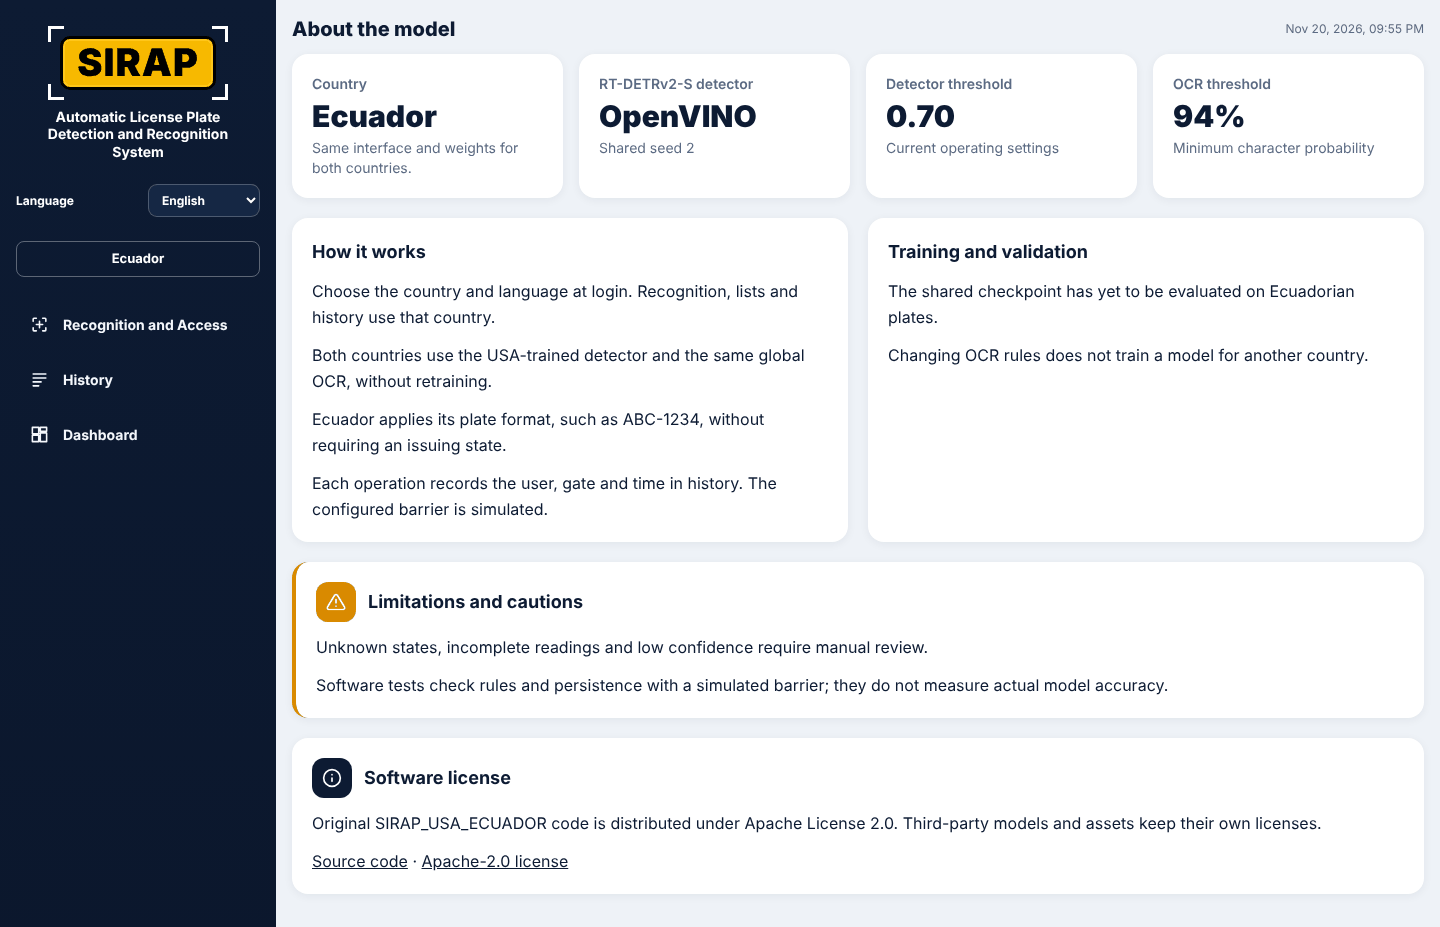 SIRAP
Automatic License Plate
Detection and Recognition
System
Language
English
Ecuador
Recognition and Access
History
Dashboard
About the model
Nov 20, 2026, 09:55 PM
Country
Ecuador
Same interface and weights for
both countries.
RT-DETRv2-S detector
OpenVINO
Shared seed 2
Detector threshold
0.70
Current operating settings
OCR threshold
94%
Minimum character probability
How it works
Choose the country and language at login. Recognition, lists and
history use that country.
Both countries use the USA-trained detector and the same global
OCR, without retraining.
Ecuador applies its plate format, such as ABC-1234, without
requiring an issuing state.
Each operation records the user, gate and time in history. The
configured barrier is simulated.
Training and validation
The shared checkpoint has yet to be evaluated on Ecuadorian
plates.
Changing OCR rules does not train a model for another country.
Limitations and cautions
Unknown states, incomplete readings and low confidence require manual review.
Software tests check rules and persistence with a simulated barrier; they do not measure actual model accuracy.
Software license
Original SIRAP_USA_ECUADOR code is distributed under Apache License 2.0. Third-party models and assets keep their own licenses.
Source code · Apache-2.0 license